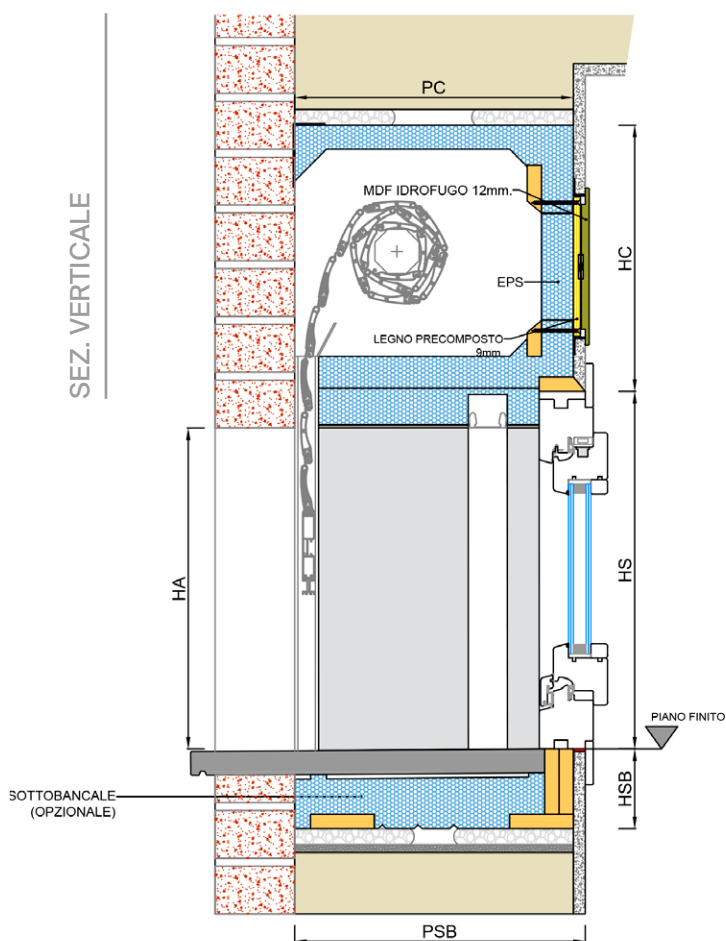 SEZ. VERTICALE
PC
MDF IDROFUGO 12mm.
HC
EPS
LEGNO PRECOMPOSTO
9mm
HA
HS
PIANO FINITO
SOTTOBANCALE
(OPZIONALE)
HSB
PSB